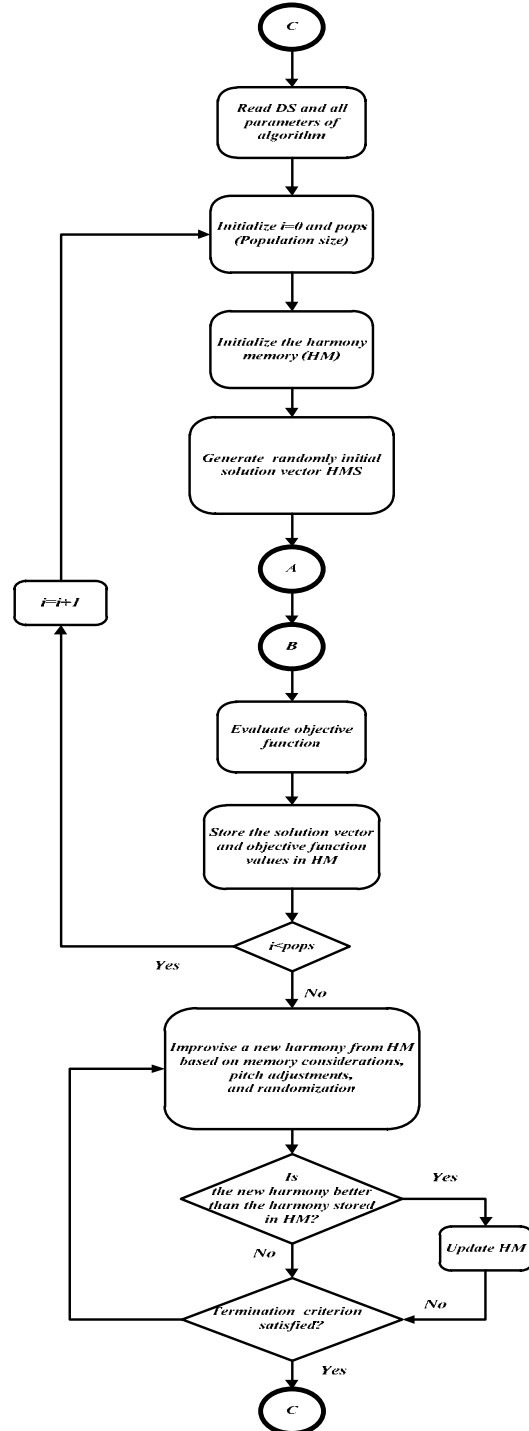 C
Read DS and all
parameters of
algorithm
Initialize i=0 and pops
(Population size)
Initialize the harmony
memory (HM)
Generate randomly initial
solution vector HMS
A
i=i+1
B
Evaluate objective
function
Store the solution vector
and objective function
values in HM
i<pops
Yes
No
Improvise a new harmony from HM
based on memory considerations,
pitch adjustments,
and randomization
Is
the new harmony better
than the harmony stored
in HM?
Yes
Update HM
No
No
Termination criterion
satisfied?
Yes
C